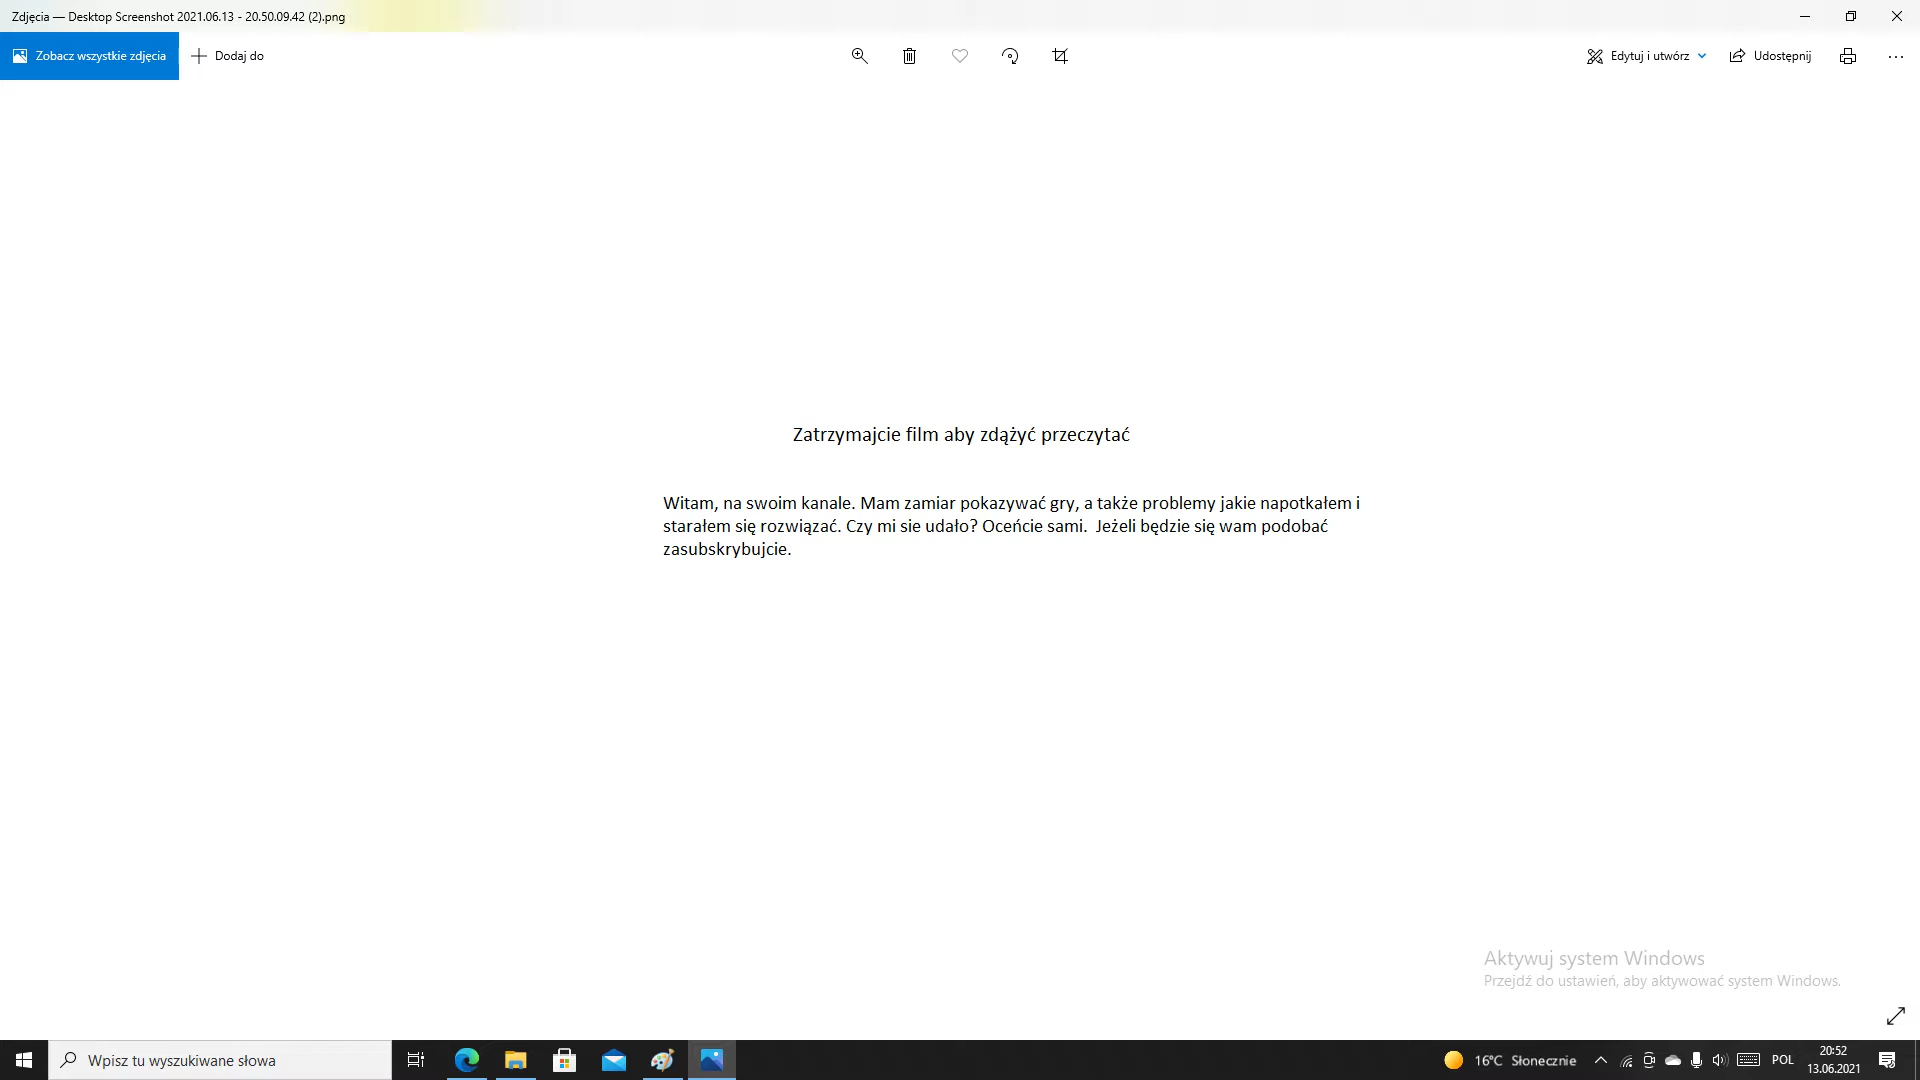 Zdjęcia — Desktop Screenshot 2021.06.13 - 20.50.09.42 (2).png
Zobacz wszystkie zdjęcia
Dodaj do
Edytuj i utwórz
Udostępnij
Zatrzymajcie film aby zdążyć przeczytać
Witam, na swoim kanale. Mam zamiar pokazywać gry, a także problemy jakie napotkałem i
starałem się rozwiązać. Czy mi sie udało? Oceńcie sami.  Jeżeli będzie się wam podobać
zasubskrybujcie.
Aktywuj system Windows
Przejdź do ustawień, aby aktywować system Windows.
Wpisz tu wyszukiwane słowa
16°C Słonecznie
POL
20:52
13.06.2021